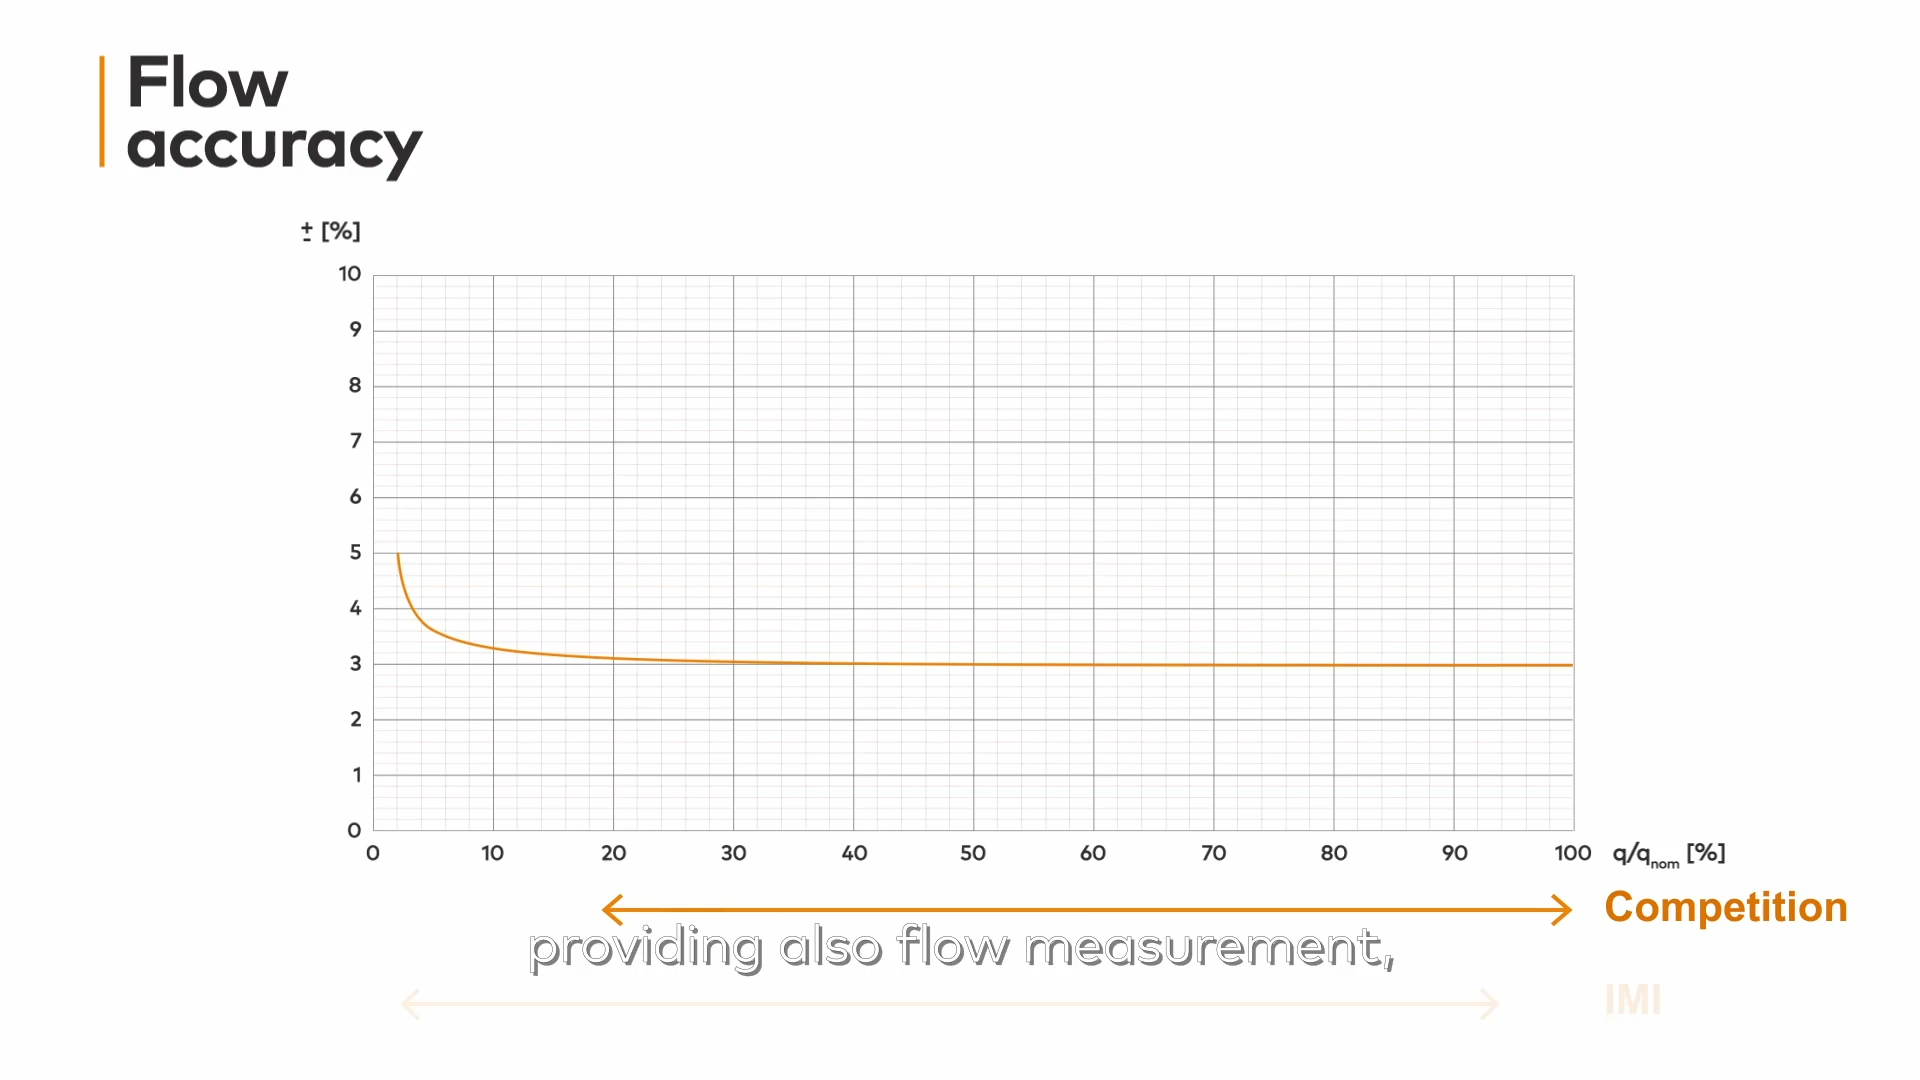 Flow
accuracy
± [%]
10
9
8
7
6
5
4
3
2
1
0
0 10 20 30 40 50 60 70 80 90 100 q/qnom [%]
Competition
providing also flow measurement,
IMI